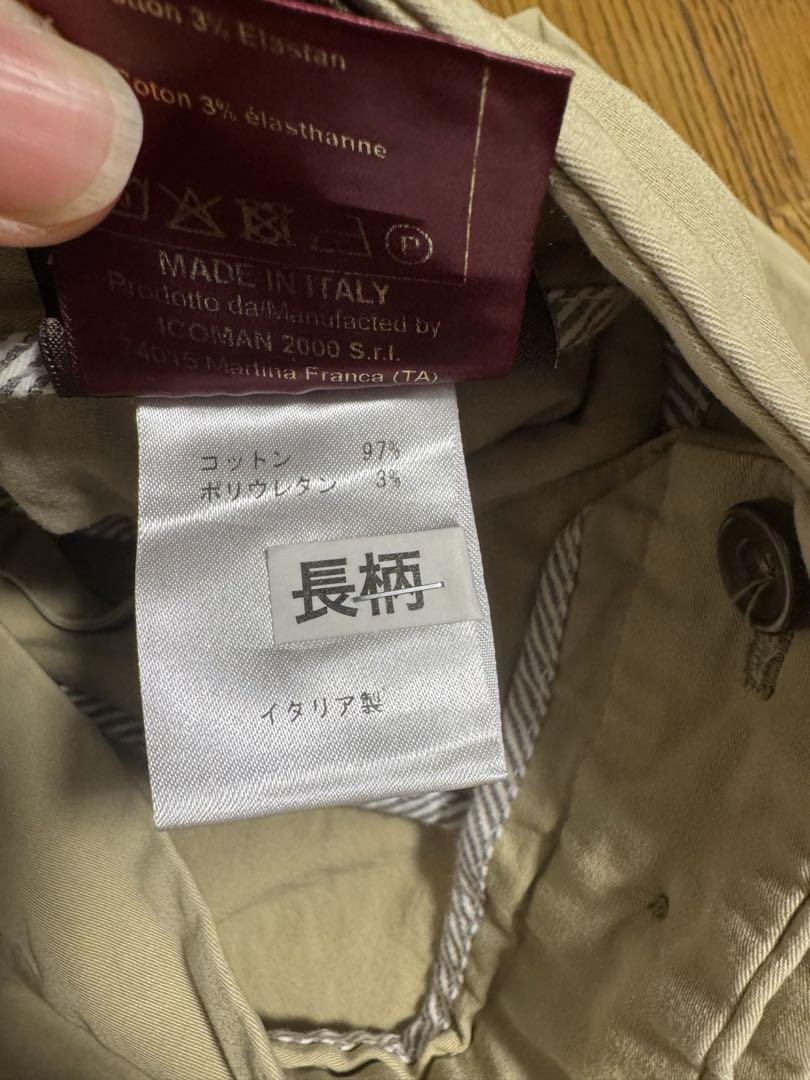 Cotton 3% Elastan
Coton 3% élasthanne
P
MADE IN ITALY
Prodotto da/Manufacted by
ICOMAN 2000 S.r.l.
74015 Martina Franca (TA)
コットン 97%
ポリウレタン 3%
長柄
イタリア製